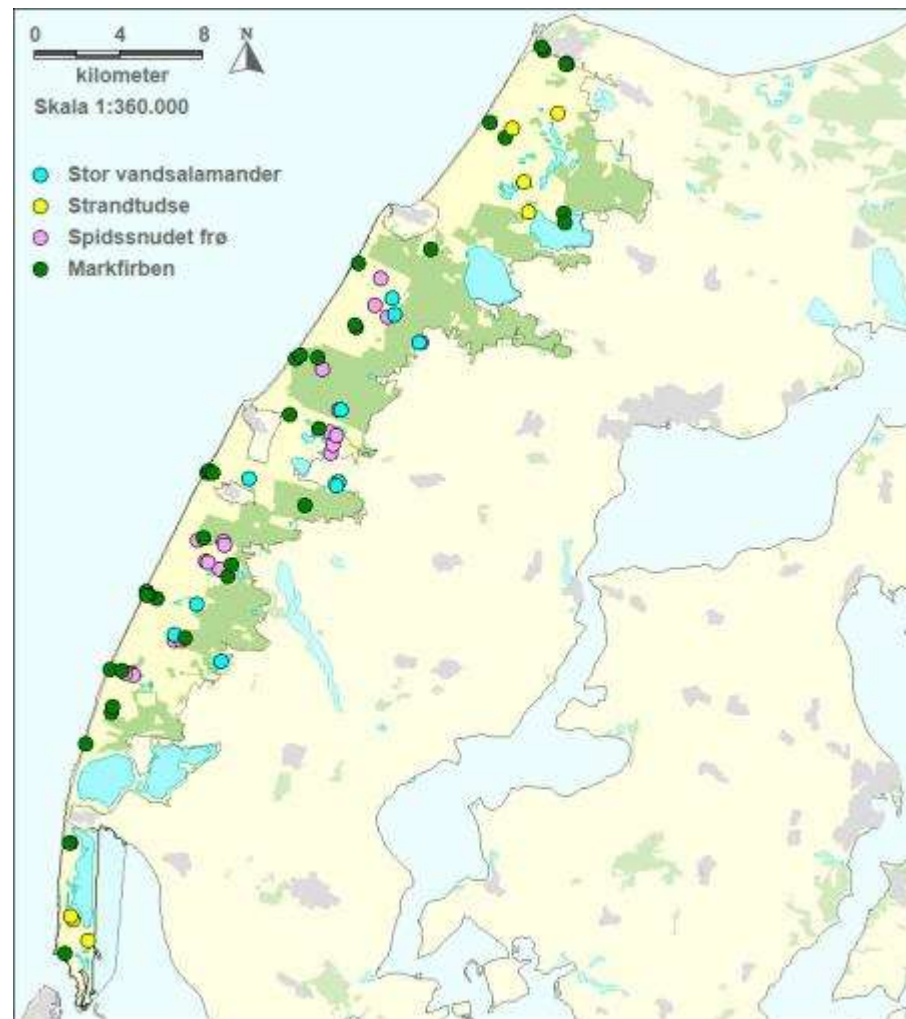 0 4 8 N
kilometer
Skala 1:360.000
Stor vandsalamander
Strandtudse
Spidssnudet frø
Markfirben